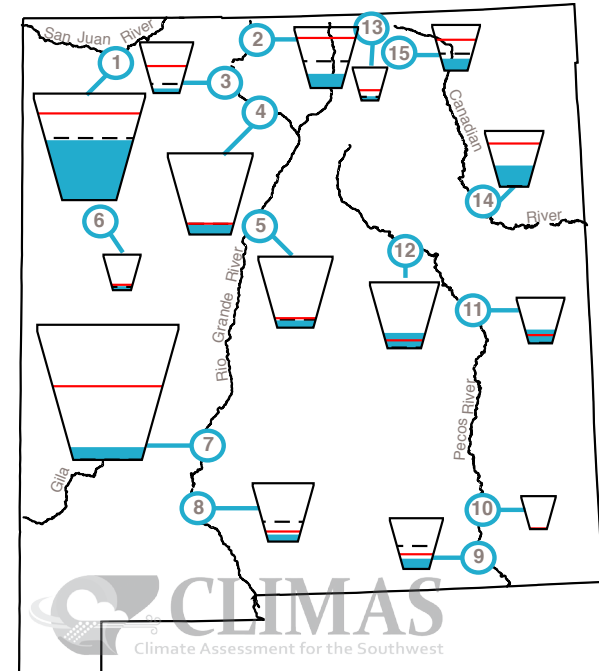 San Juan River
1
2
3
4
13
15
Canadian
14
River
6
5
12
Rio Grande River
11
Pecos River
7
Gila
8
10
9
CLIMAS
Climate Assessment for the Southwest